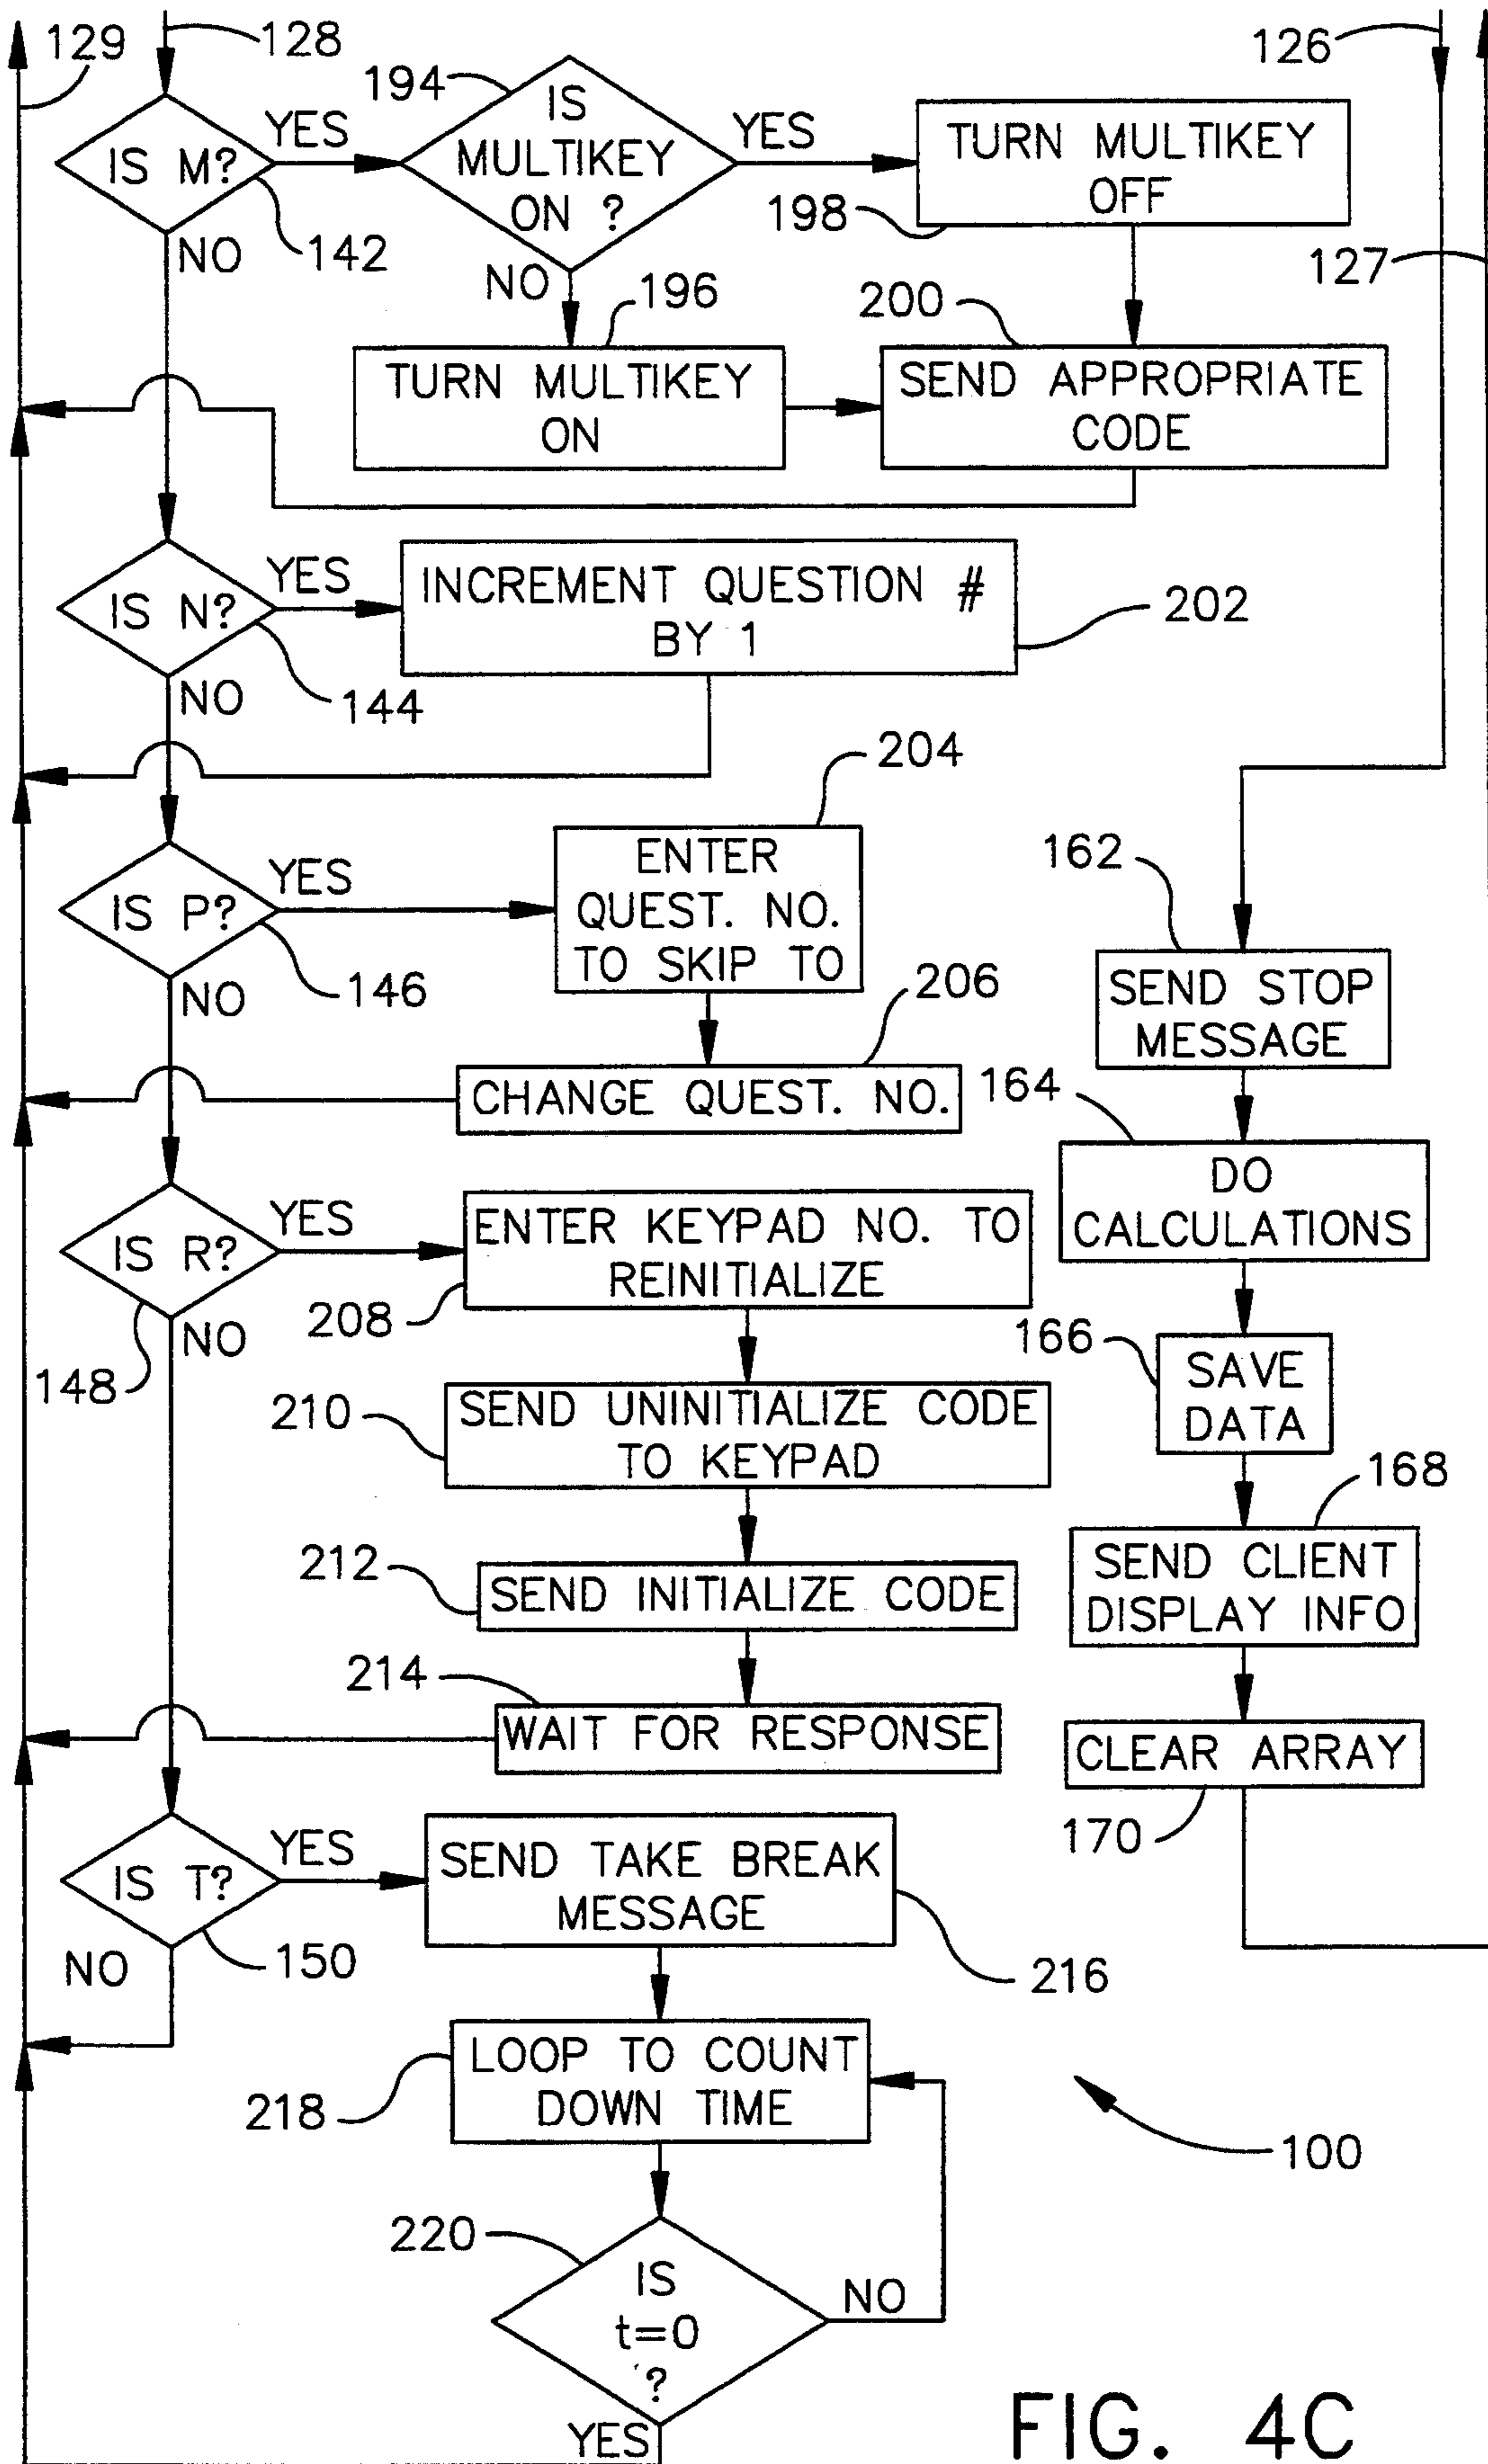 129
128
126
194
IS
MULTIKEY
ON ?
IS M?
YES
YES
TURN MULTIKEY
OFF
198
142
NO
NO
127
196
200
TURN MULTIKEY
ON
SEND APPROPRIATE
CODE
IS N?
YES
INCREMENT QUESTION #
BY 1
202
144
NO
204
ENTER
QUEST. NO.
TO SKIP TO
162
IS P?
YES
146
NO
206
SEND STOP
MESSAGE
CHANGE QUEST. NO.
164
DO
CALCULATIONS
IS R?
YES
ENTER KEYPAD NO. TO
REINITIALIZE
208
NO
148
166
SAVE
DATA
210
SEND UNINITIALIZE CODE
TO KEYPAD
168
212
SEND INITIALIZE CODE
SEND CLIENT
DISPLAY INFO
214
WAIT FOR RESPONSE
CLEAR ARRAY
170
IS T?
YES
SEND TAKE BREAK
MESSAGE
NO
150
216
LOOP TO COUNT
DOWN TIME
218
100
220
IS
t=0
?
NO
YES
FIG. 4C